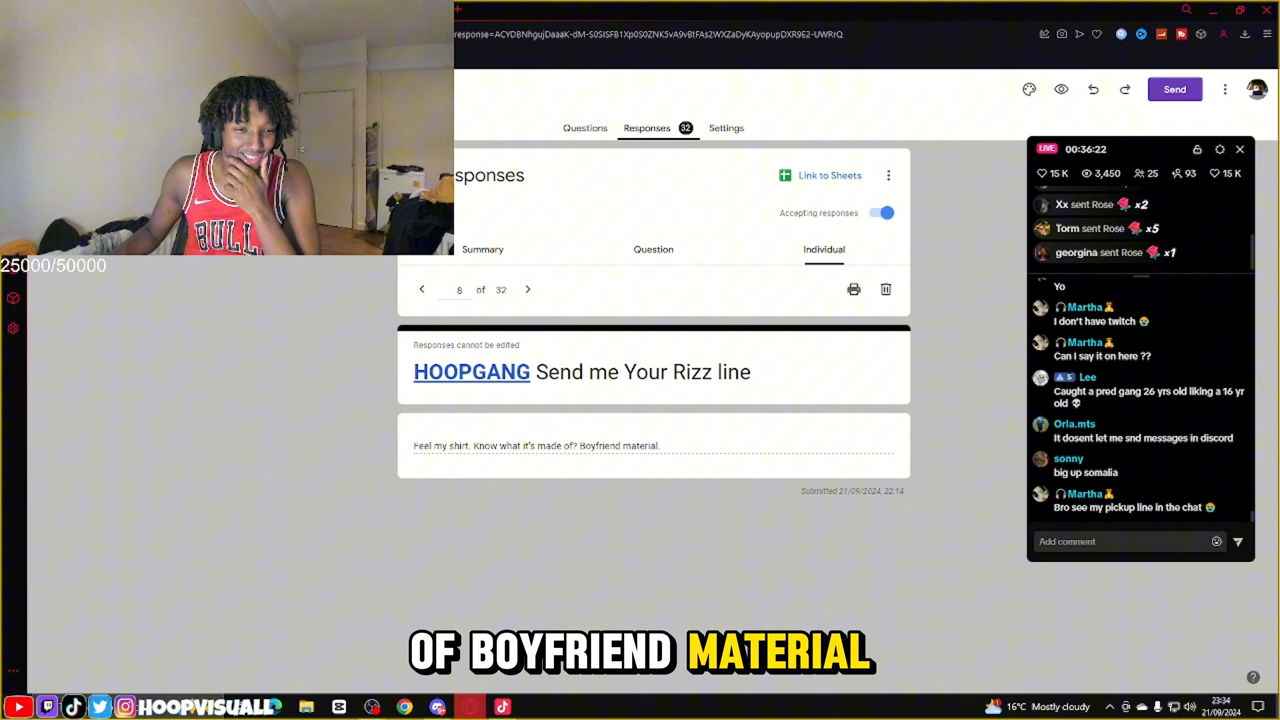 response=ACYDBNhgujDaaaK-dM-S0SISFB1Xp0S0ZNK5vA9vBtFAs2WXZaDyKAyopupDXR9E2-UWRrQ
Send
Questions
Responses 32
Settings
LIVE 00:36:22
15 K 3,450 25 93 15 K
sponses
Link to Sheets
Accepting responses
Summary
Question
Individual
8 of 32
Xx sent Rose x2
Torm sent Rose x5
georgina sent Rose x1
Yo
Martha
I don't have twitch
Martha
Can I say it on here ??
5 Lee
Caught a pred gang 26 yrs old liking a 16 yr
old
Orla.mts
It dosent let me snd messages in discord
sonny
big up somalia
Martha
Bro see my pickup line in the chat
Add comment
BULL
25000/50000
Responses cannot be edited
HOOPGANG Send me Your Rizz line
Feel my shirt. Know what it's made of? Boyfriend material.
Submitted 21/09/2024, 22:14
OF BOYFRIEND MATERIAL
HOOPVISUALL
16°C Mostly cloudy
23:34
21/09/2024